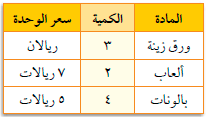 المادة الكمية سعر الوحدة
ورق زينة ٣ ريالان
ألعاب ٢ ٧ ريالات
بالونات ٤ ٥ ريالات